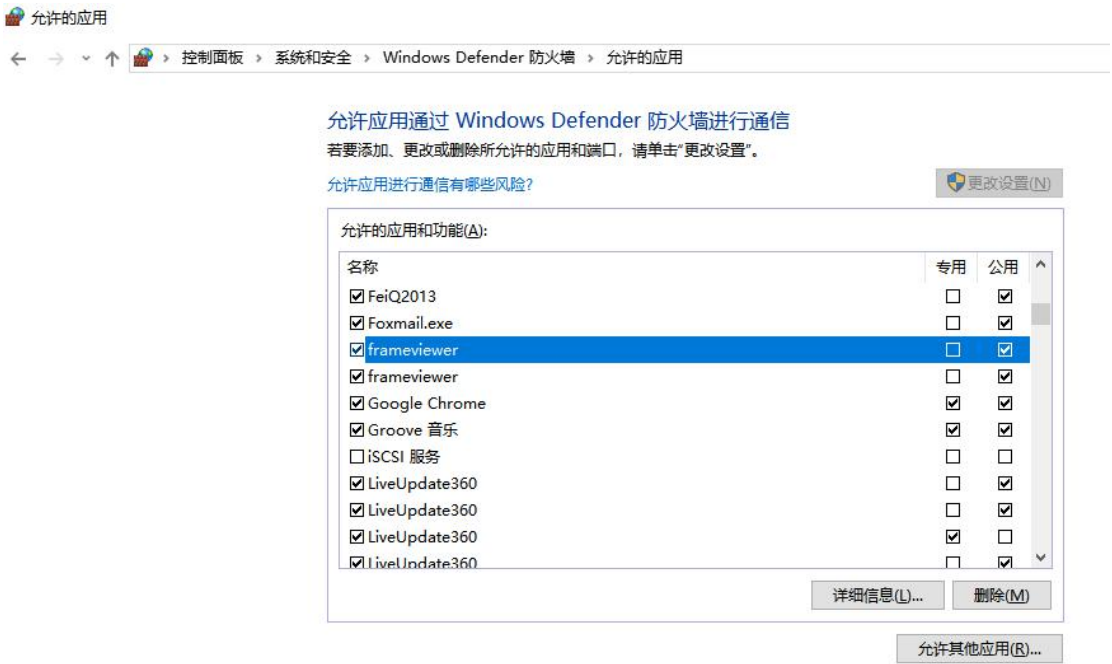 允许的应用
控制面板 › 系统和安全 › Windows Defender 防火墙 › 允许的应用
允许应用通过 Windows Defender 防火墙进行通信
若要添加、更改或删除所允许的应用和端口，请单击"更改设置"。
允许应用进行通信有哪些风险?
更改设置(N)
允许的应用和功能(A):
名称 专用 公用
FeiQ2013
Foxmail.exe
frameviewer
frameviewer
Google Chrome
Groove 音乐
iSCSI 服务
LiveUpdate360
LiveUpdate360
LiveUpdate360
LiveUpdate360
详细信息(L)... 删除(M)
允许其他应用(R)...